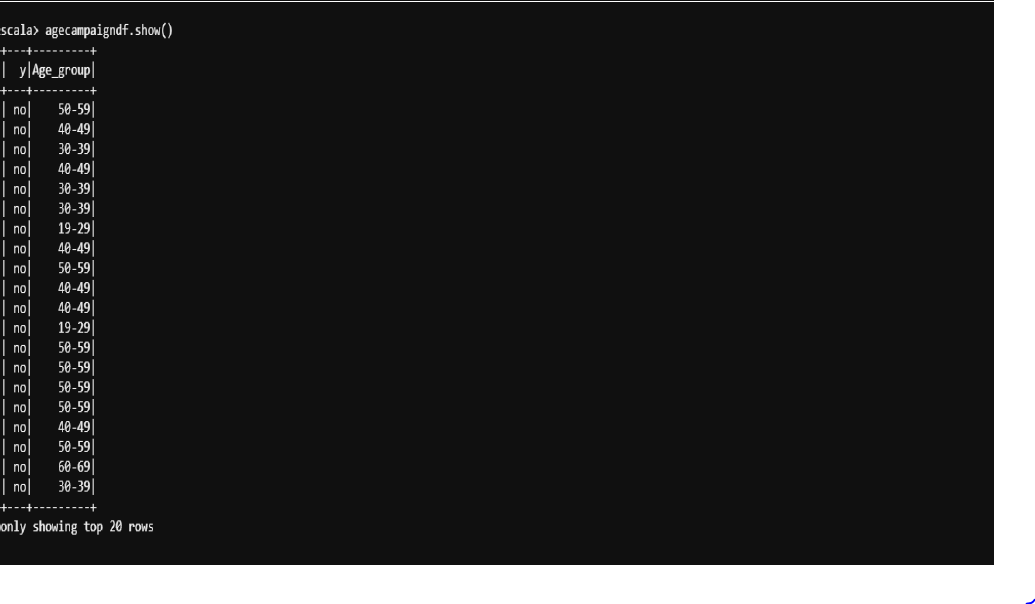 scala> agecampaigndf.show()
+---+---------+
|  y|Age_group|
+---+---------+
| no|    50-59|
| no|    40-49|
| no|    30-39|
| no|    40-49|
| no|    30-39|
| no|    30-39|
| no|    19-29|
| no|    40-49|
| no|    50-59|
| no|    40-49|
| no|    40-49|
| no|    19-29|
| no|    50-59|
| no|    50-59|
| no|    50-59|
| no|    50-59|
| no|    40-49|
| no|    50-59|
| no|    60-69|
| no|    30-39|
+---+---------+
only showing top 20 rows